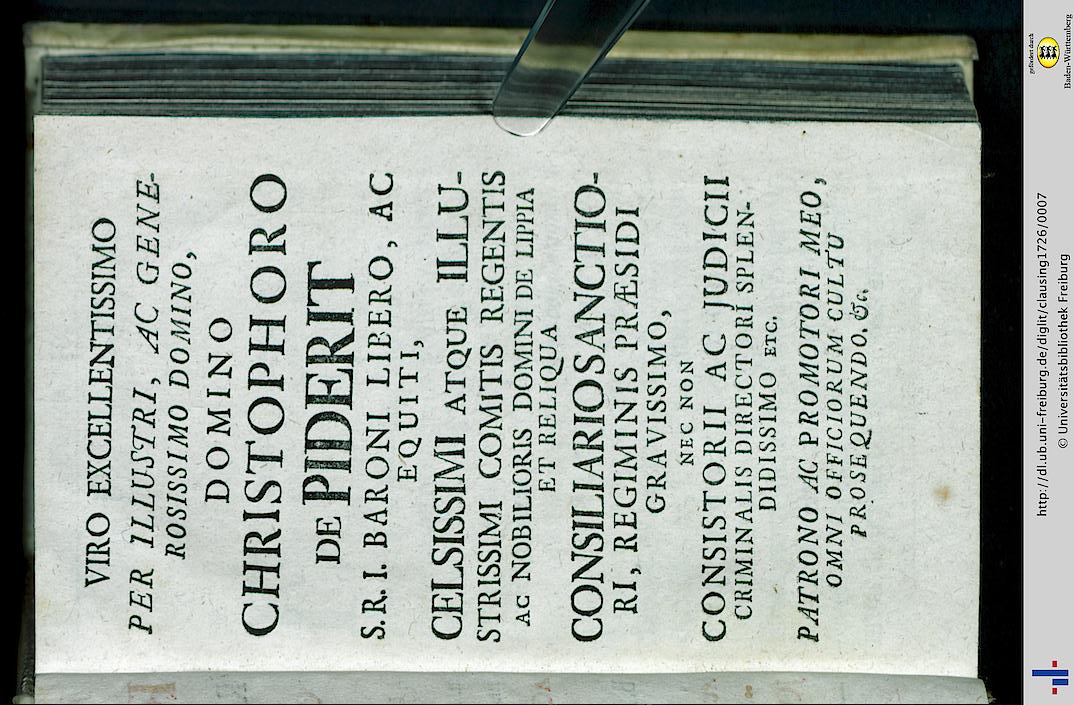 VIRO EXCELLENTISSIMO
PER ILLUSTRI, AC GENE-
ROSISSIMO DOMINO,
DOMINO
CHRISTOPHORO
DE PIDERIT
S. R. I. BARONI LIBERO, AC
EQUITI,
CELSISSIMI ATQUE ILLU-
STRISSIMI COMITIS REGENTIS
AC NOBILIORIS DOMINI DE LIPPIA
ET RELIQUA
CONSILIARIO SANCTIO-
RI, REGIMINIS PRÆSIDI
GRAVISSIMO,
NEC NON
CONSISTORII AC JUDICII
CRIMINALIS DIRECTORI SPLEN-
DIDISSIMO ETC.
PATRONO AC PROMOTORI MEO,
OMNI OFFICIORUM CULTU
PROSEQUENDO. &c.
http://dl.ub.uni-freiburg.de/diglit/clausing1726/0007
© Universitätsbibliothek Freiburg
gefördert durch
Baden-Württemberg